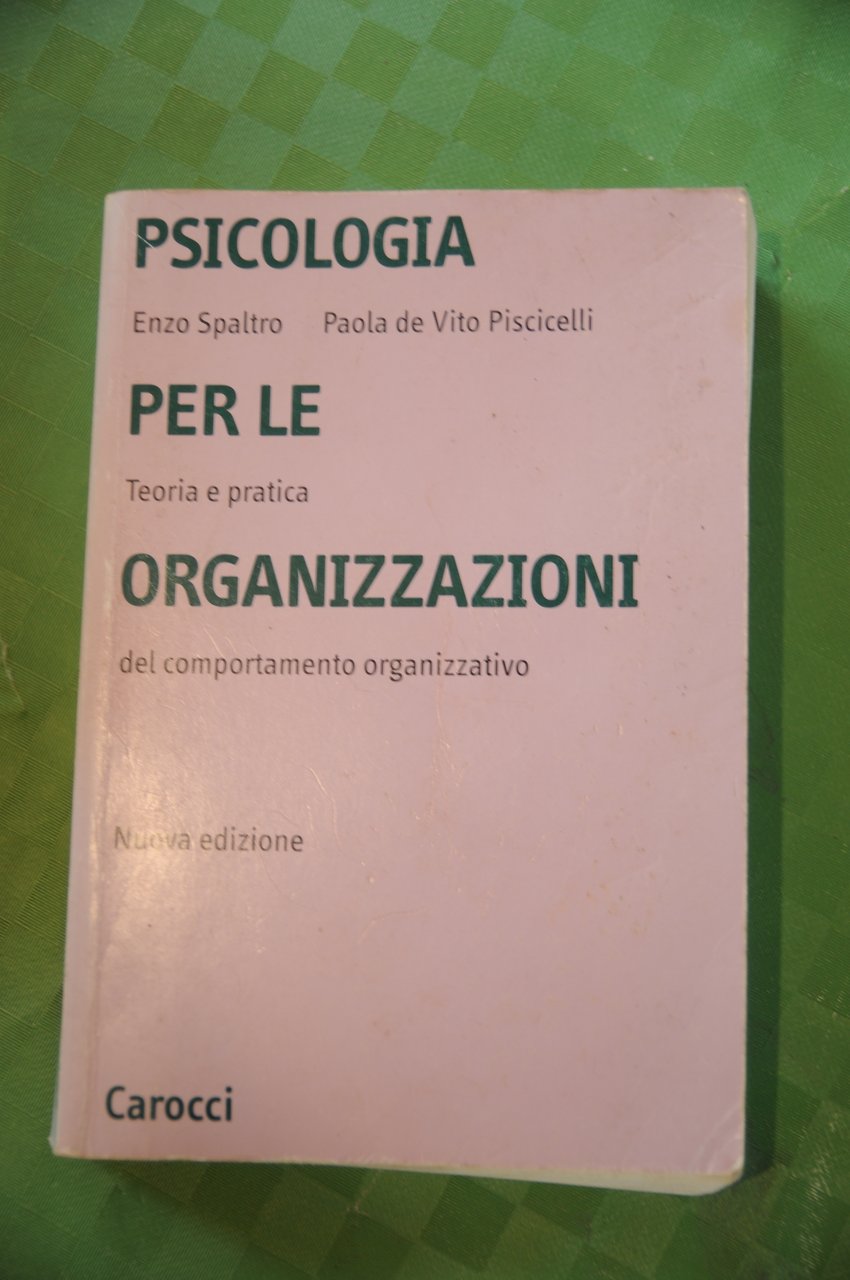 PSICOLOGIA
Enzo Spaltro Paola de Vito Piscicelli
PER LE
Teoria e pratica
ORGANIZZAZIONI
del comportamento organizzativo
Nuova edizione
Carocci